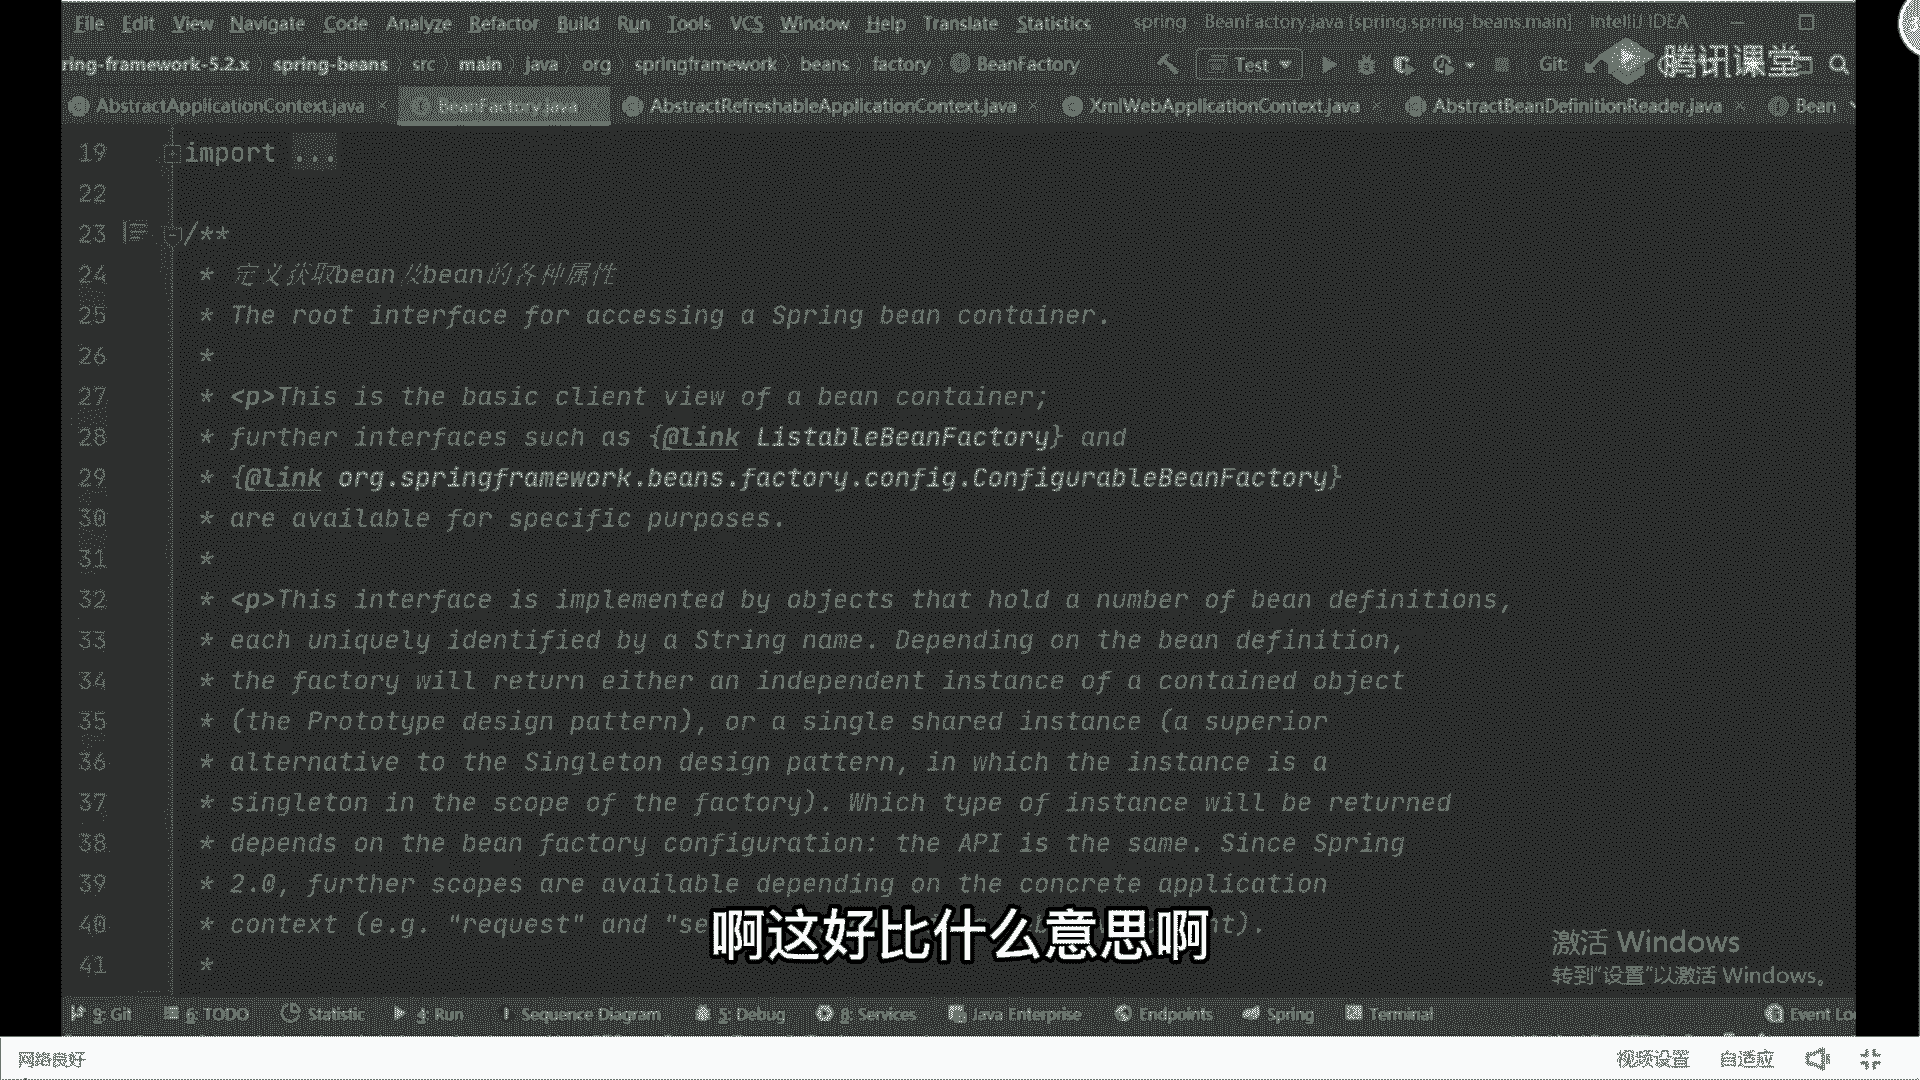 File Edit View Navigate Code Analyze Refactor Build Run Tools VCS Window Help Translate Statistics spring - BeanFactory.java [spring.spring-beans.main] - IntelliJ IDEA
ring-framework-5.2.x spring-beans src main java org springframework beans factory BeanFactory Test Git: 腾讯课堂
AbstractApplicationContext.java BeanFactory.java AbstractRefreshableApplicationContext.java XmlWebApplicationContext.java AbstractBeanDefinitionReader.java Bean
19 import ...
22
23 /**
24 * 定义获取bean及bean的各种属性
25 * The root interface for accessing a Spring bean container.
26 *
27 * <p>This is the basic client view of a bean container;
28 * further interfaces such as {@link ListableBeanFactory} and
29 * {@link org.springframework.beans.factory.config.ConfigurableBeanFactory}
30 * are available for specific purposes.
31 *
32 * <p>This interface is implemented by objects that hold a number of bean definitions,
33 * each uniquely identified by a String name. Depending on the bean definition,
34 * the factory will return either an independent instance of a contained object
35 * (the Prototype design pattern), or a single shared instance (a superior
36 * alternative to the Singleton design pattern, in which the instance is a
37 * singleton in the scope of the factory). Which type of instance will be returned
38 * depends on the bean factory configuration: the API is the same. Since Spring
39 * 2.0, further scopes are available depending on the concrete application
40 * context (e.g. "request" and "se
啊这好比什么意思啊
41 *
激活 Windows
转到“设置”以激活 Windows。
9: Git 6: TODO Statistic 4: Run Sequence Diagram 5: Debug 8: Services Java Enterprise Endpoints Spring Terminal Event Lo
网络良好 视频设置 自适应